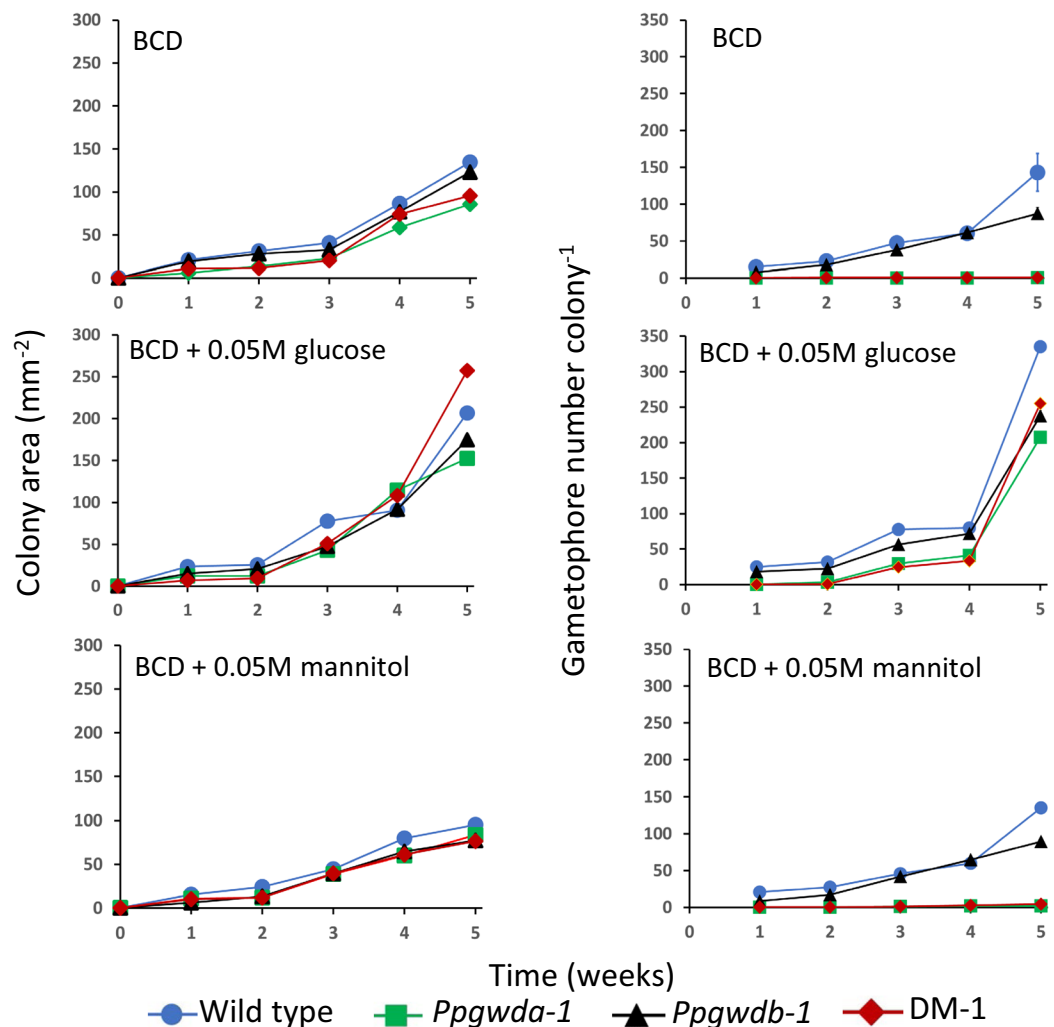 BCD
300
250
200
150
100
50
0
0 1 2 3 4 5
BCD
350
300
250
200
150
100
50
0
0 1 2 3 4 5
BCD + 0.05M glucose
300
250
200
150
100
50
0
0 1 2 3 4 5
BCD + 0.05M glucose
350
300
250
200
150
100
50
0
0 1 2 3 4 5
BCD + 0.05M mannitol
300
250
200
150
100
50
0
0 1 2 3 4 5
BCD + 0.05M mannitol
350
300
250
200
150
100
50
0
0 1 2 3 4 5
Colony area (mm⁻²)
Gametophore number colony⁻¹
Time (weeks)
Wild type Ppgwda-1 Ppgwdb-1 DM-1